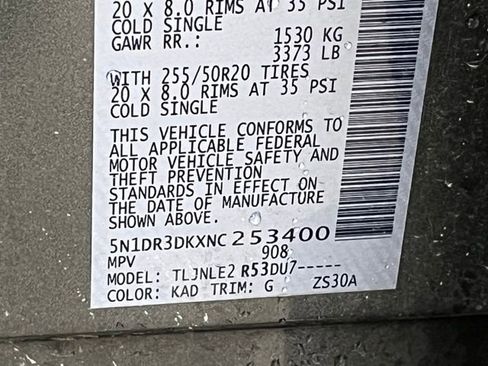 20 X 8.0 RIMS AT 35 PSI
COLD SINGLE
GAWR RR.: 1530 KG
3373 LB
WITH 255/50R20 TIRES
20 X 8.0 RIMS AT 35 PSI
COLD SINGLE
THIS VEHICLE CONFORMS TO
ALL APPLICABLE FEDERAL
MOTOR VEHICLE SAFETY AND
THEFT PREVENTION
STANDARDS IN EFFECT ON
THE DATE OF MANUFACTURE
SHOWN ABOVE.
5N1DR3DKXNC253400
MPV 908
MODEL: TLJNLE2 R53DU7-----
COLOR: KAD TRIM: G ZS30A